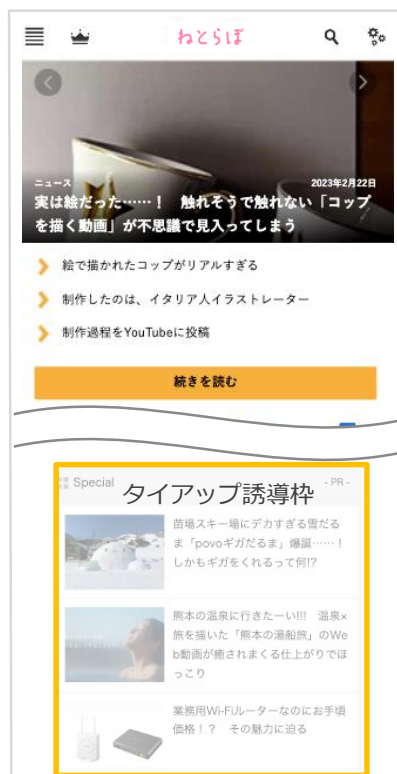 ねとらぼ
ニュース
2023年2月22日
実は絵だった……！　触れそうで触れない「コップ
を描く動画」が不思議で見入ってしまう
絵で描かれたコップがリアルすぎる
制作したのは、イタリア人イラストレーター
制作過程をYouTubeに投稿
続きを読む
Special
- PR -
タイアップ誘導枠
苗場スキー場にデカすぎる雪だる
ま「povoギガだるま」爆誕……！
しかもギガをくれるって何!?
熊本の温泉に行きたーい!!!　温泉×
旅を描いた「熊本の湯船旅」のWe
b動画が癒されまくる仕上がりでほ
っこり
業務用Wi-Fiルーターなのにお手頃
価格！？　その魅力に迫る